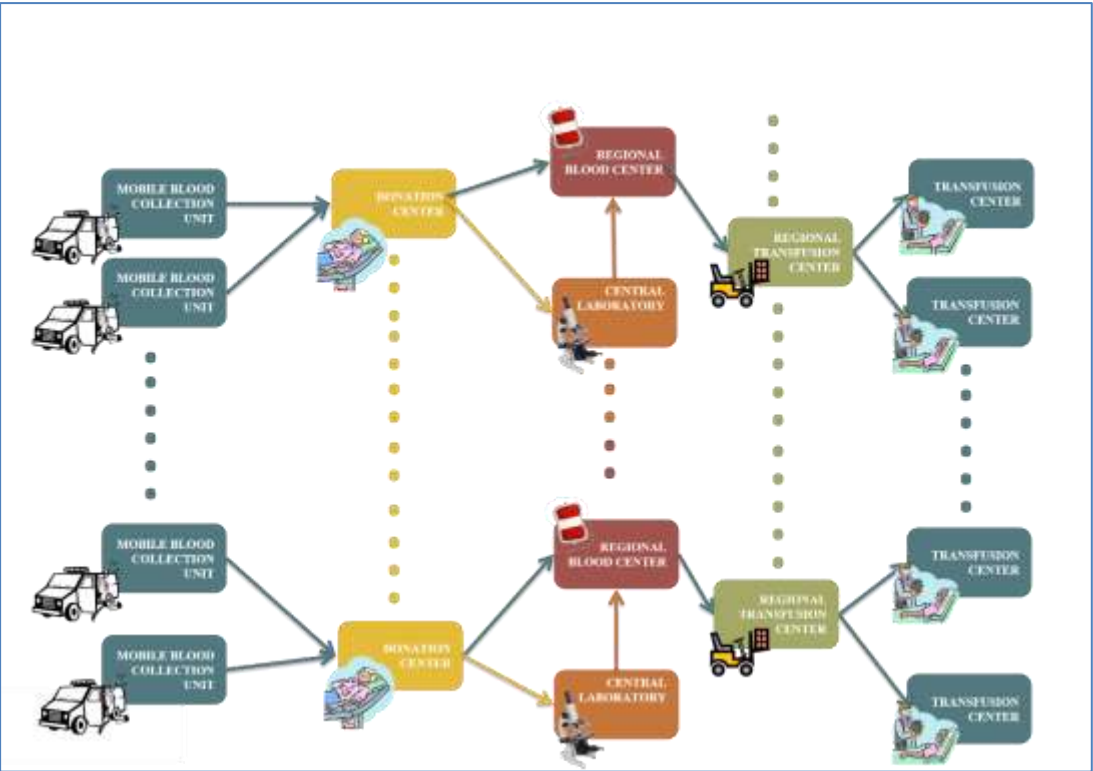 MOBILE BLOOD
COLLECTION
UNIT
DONATION
CENTER
REGIONAL
BLOOD CENTER
TRANSFUSION
CENTER
REGIONAL
TRANSFUSION
CENTER
MOBILE BLOOD
COLLECTION
UNIT
CENTRAL
LABORATORY
TRANSFUSION
CENTER
MOBILE BLOOD
COLLECTION
UNIT
REGIONAL
BLOOD CENTER
TRANSFUSION
CENTER
REGIONAL
TRANSFUSION
CENTER
MOBILE BLOOD
COLLECTION
UNIT
DONATION
CENTER
CENTRAL
LABORATORY
TRANSFUSION
CENTER